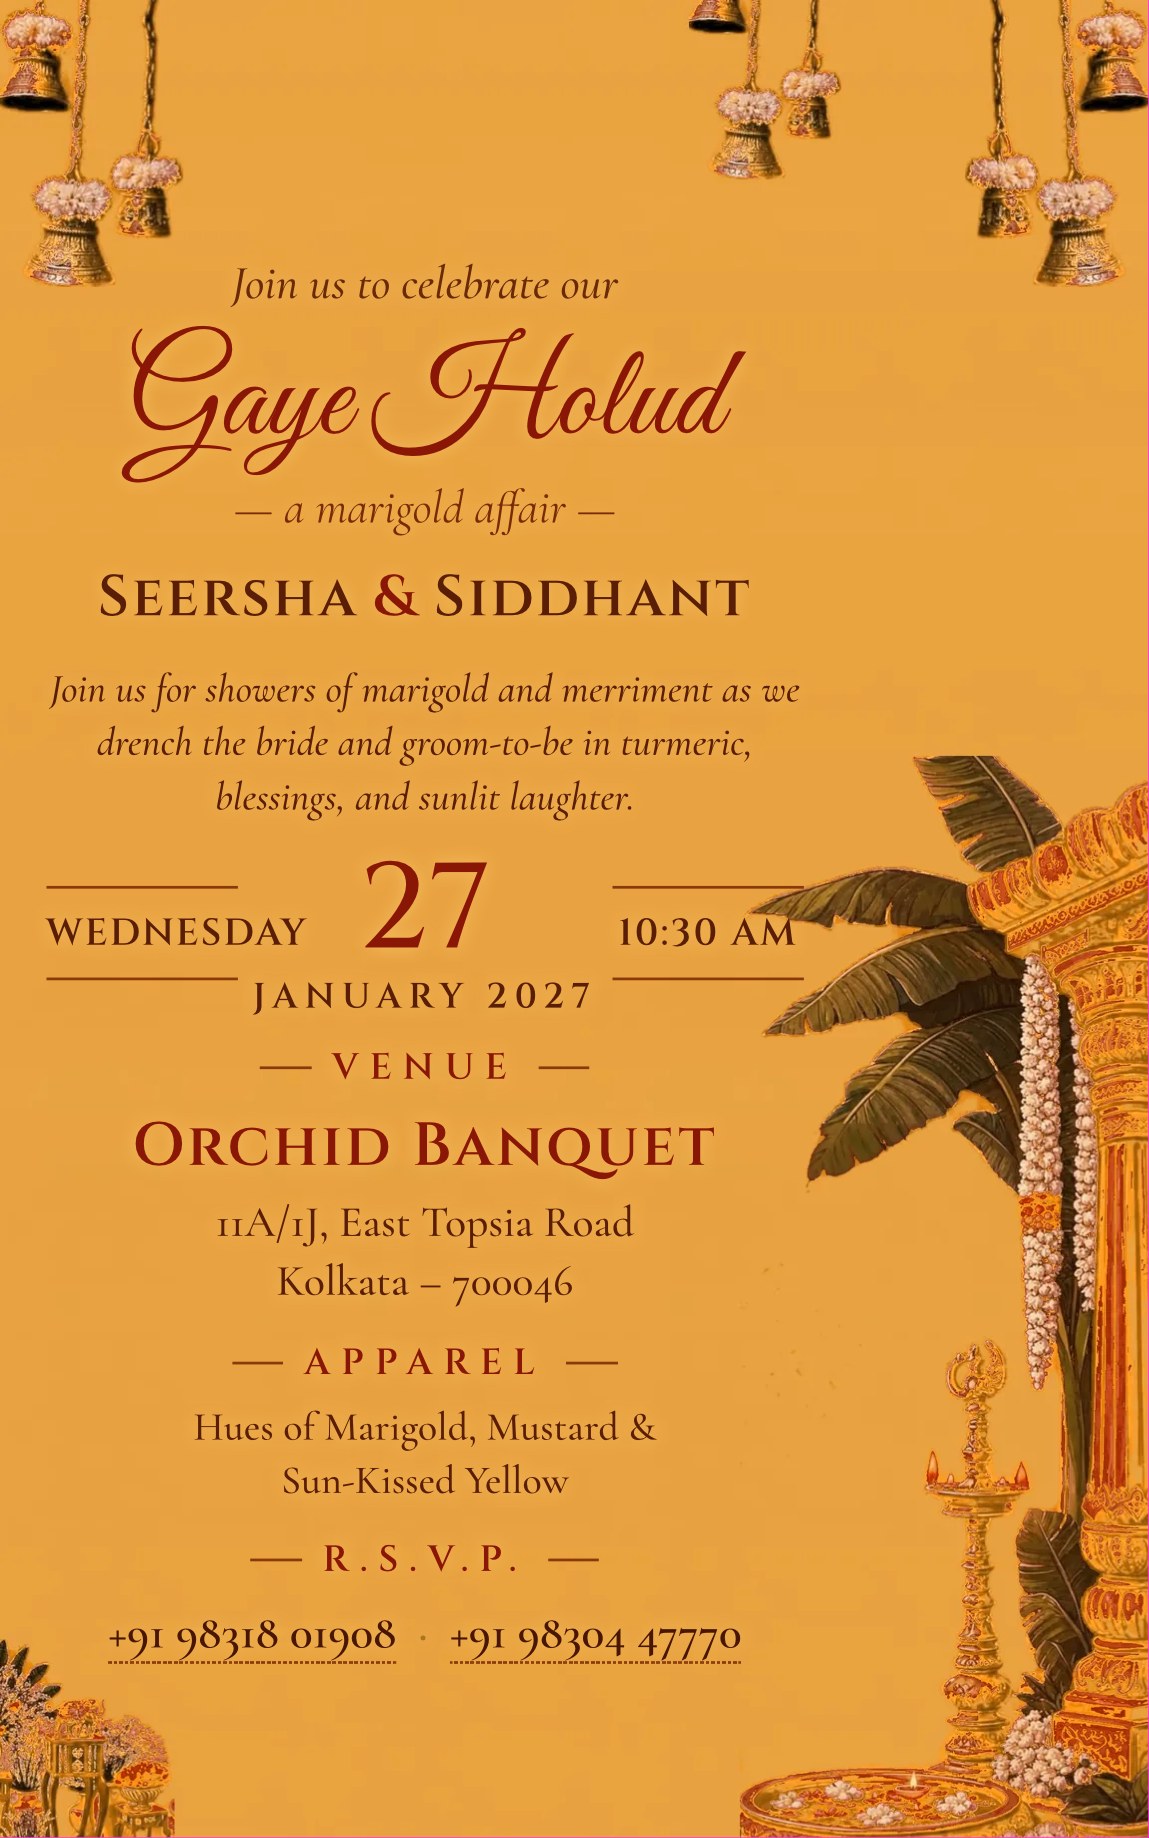 Join us to celebrate our
Gaye Holud
— a marigold affair —
SEERSHA & SIDDHANT
Join us for showers of marigold and merriment as we
drench the bride and groom-to-be in turmeric,
blessings, and sunlit laughter.
WEDNESDAY 27 10:30 AM
JANUARY 2027
— VENUE —
ORCHID BANQUET
11A/1J, East Topsia Road
Kolkata – 700046
— APPAREL —
Hues of Marigold, Mustard &
Sun-Kissed Yellow
— R.S.V.P. —
+91 98318 01908 · +91 98304 47770